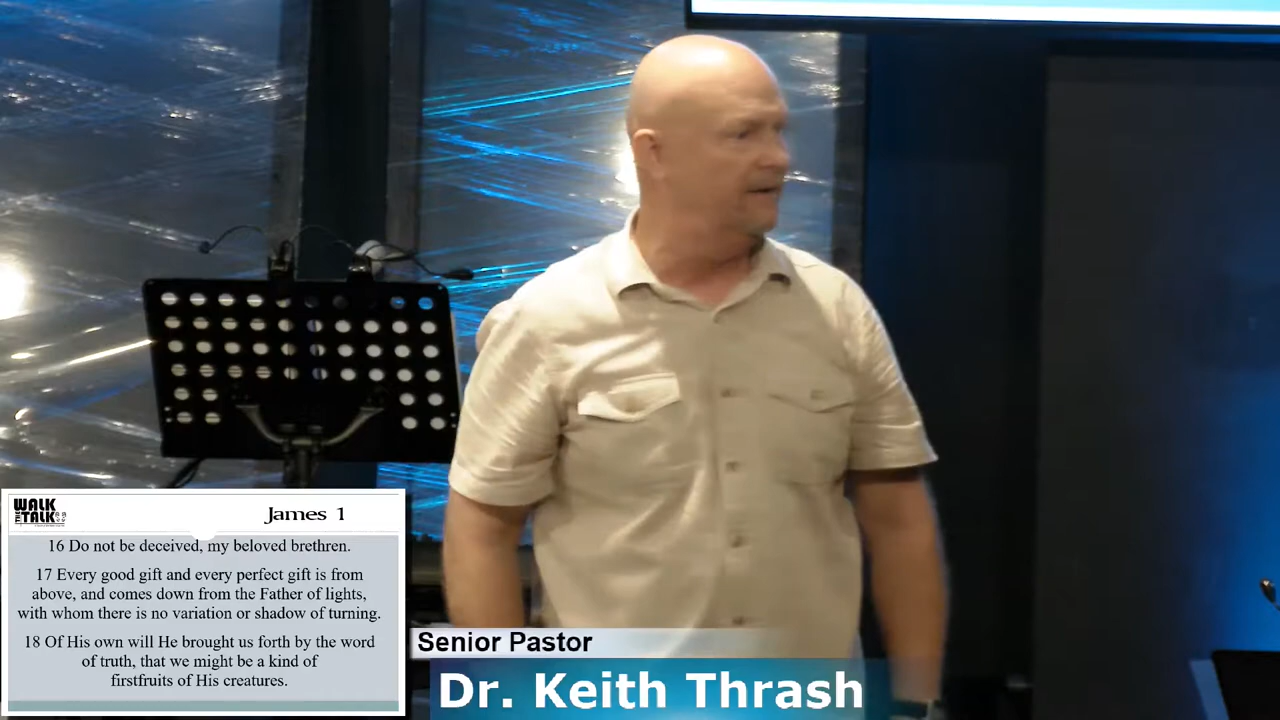 WALK
THE TALK
James 1
16 Do not be deceived, my beloved brethren.
17 Every good gift and every perfect gift is from
above, and comes down from the Father of lights,
with whom there is no variation or shadow of turning.
18 Of His own will He brought us forth by the word
of truth, that we might be a kind of
firstfruits of His creatures.
Senior Pastor
Dr. Keith Thrash